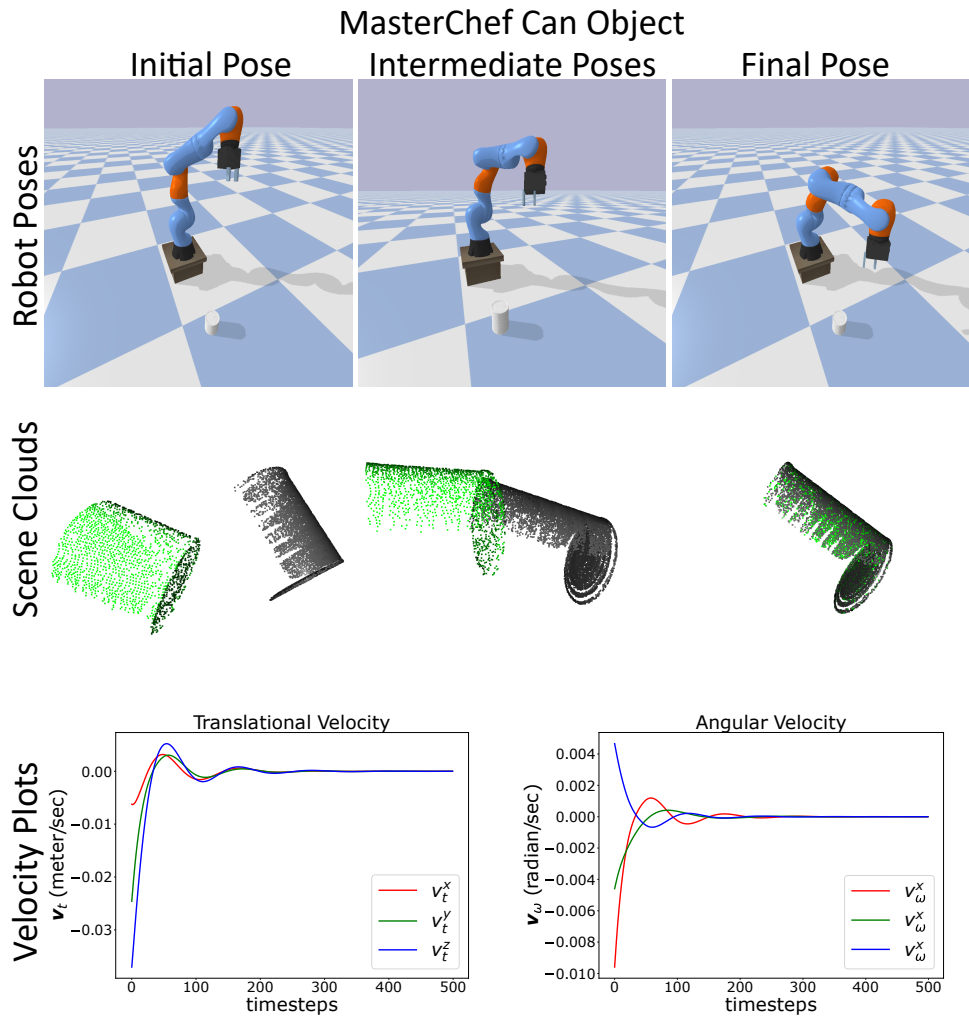 MasterChef Can Object
Initial Pose
Intermediate Poses
Final Pose
Robot Poses
Scene Clouds
Velocity Plots
Translational Velocity
0.00
−0.01
−0.02
−0.03
v_t (meter/sec)
v_t^x
v_t^y
v_t^z
0 100 200 300 400 500
timesteps
Angular Velocity
0.004
0.002
0.000
−0.002
−0.004
−0.006
−0.008
−0.010
v_ω (radian/sec)
v_ω^x
v_ω^x
v_ω^x
0 100 200 300 400 500
timesteps